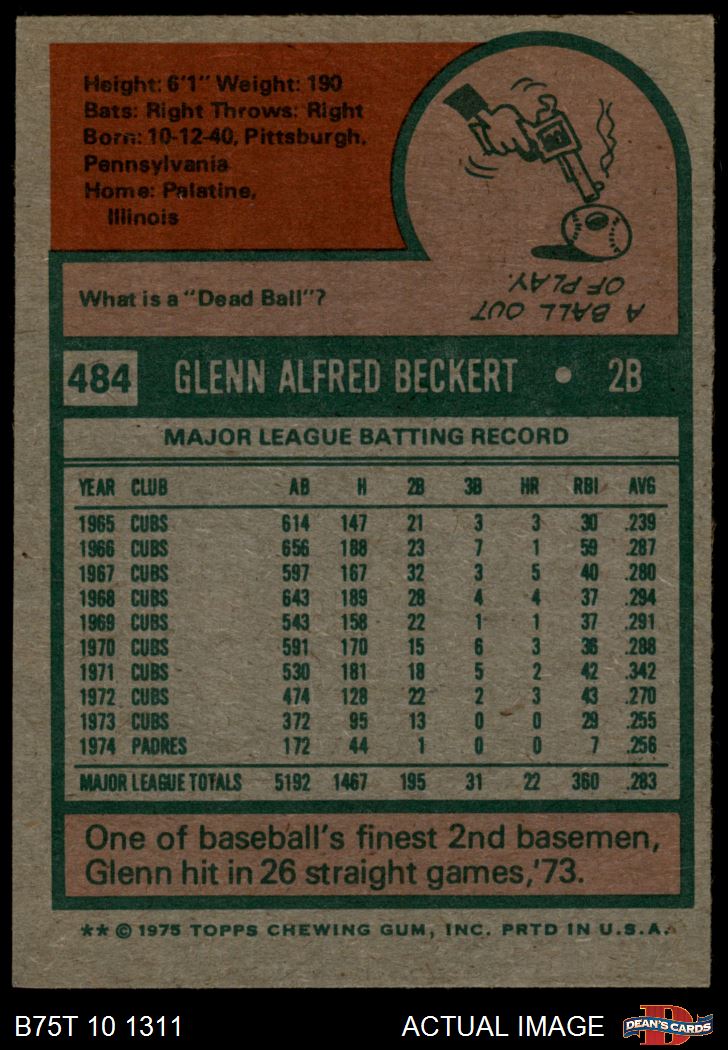 Height: 6'1" Weight: 190
Bats: Right Throws: Right
Born: 10-12-40, Pittsburgh,
Pennsylvania
Home: Palatine,
Illinois
What is a "Dead Ball"?
A BALL OUT
OF PLAY.
484 GLENN ALFRED BECKERT • 2B
MAJOR LEAGUE BATTING RECORD
YEAR CLUB AB H 2B 3B HR RBI AVG
1965 CUBS 614 147 21 3 3 30 .239
1966 CUBS 656 188 23 7 1 59 .287
1967 CUBS 597 167 32 3 5 40 .280
1968 CUBS 643 189 28 4 4 37 .294
1969 CUBS 543 158 22 1 1 37 .291
1970 CUBS 591 170 15 6 3 36 .288
1971 CUBS 530 181 18 5 2 42 .342
1972 CUBS 474 128 22 2 3 43 .270
1973 CUBS 372 95 13 0 0 29 .255
1974 PADRES 172 44 1 0 0 7 .256
MAJOR LEAGUE TOTALS 5192 1467 195 31 22 360 .283
One of baseball's finest 2nd basemen,
Glenn hit in 26 straight games,'73.
** © 1975 TOPPS CHEWING GUM, INC. PRTD IN U.S.A.
B75T 10 1311 ACTUAL IMAGE D DEAN'S CARDS